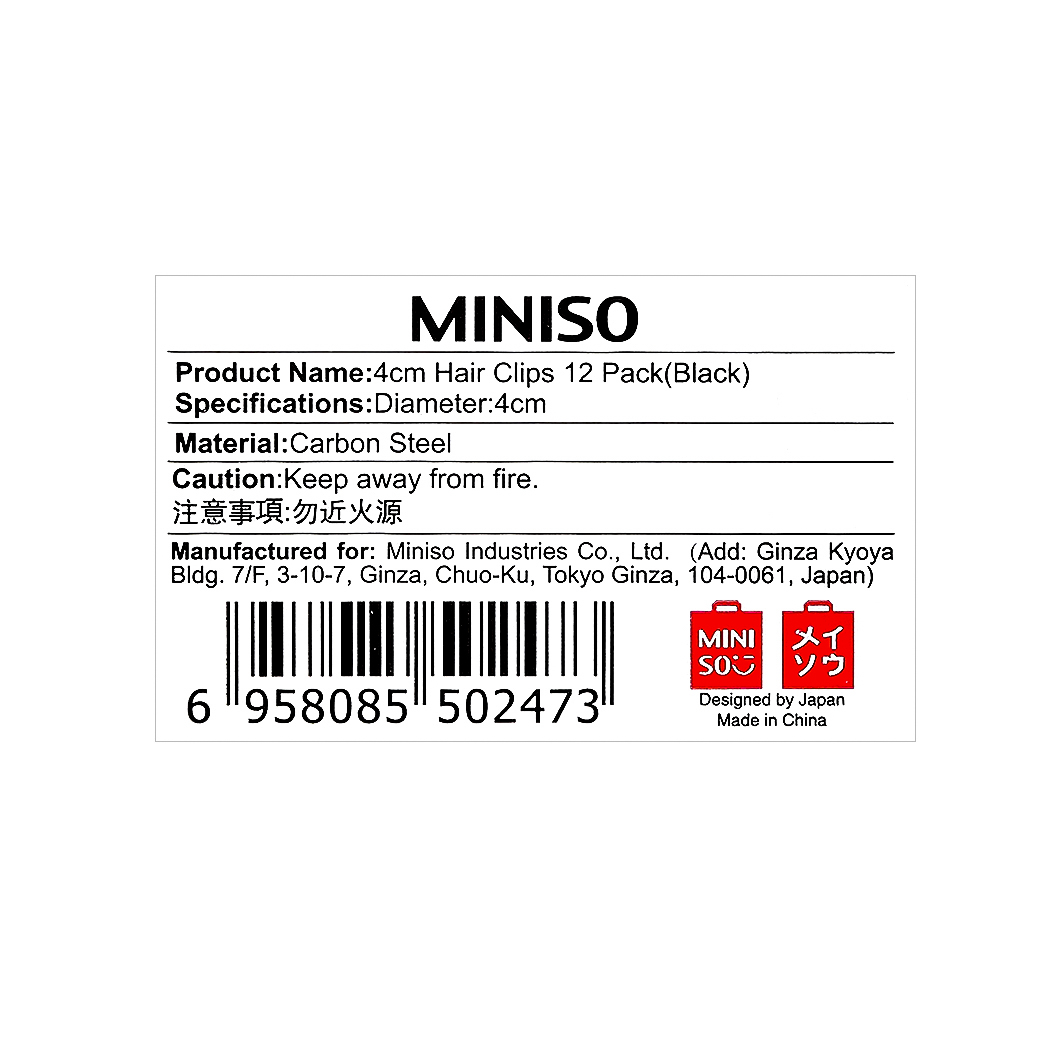 MINISO
Product Name:4cm Hair Clips 12 Pack(Black)
Specifications:Diameter:4cm
Material:Carbon Steel
Caution:Keep away from fire.
注意事項:勿近火源
Manufactured for: Miniso Industries Co., Ltd. (Add: Ginza Kyoya
Bldg. 7/F, 3-10-7, Ginza, Chuo-Ku, Tokyo Ginza, 104-0061, Japan)
6 958085 502473
MINI
SO
メイ
ソウ
Designed by Japan
Made in China